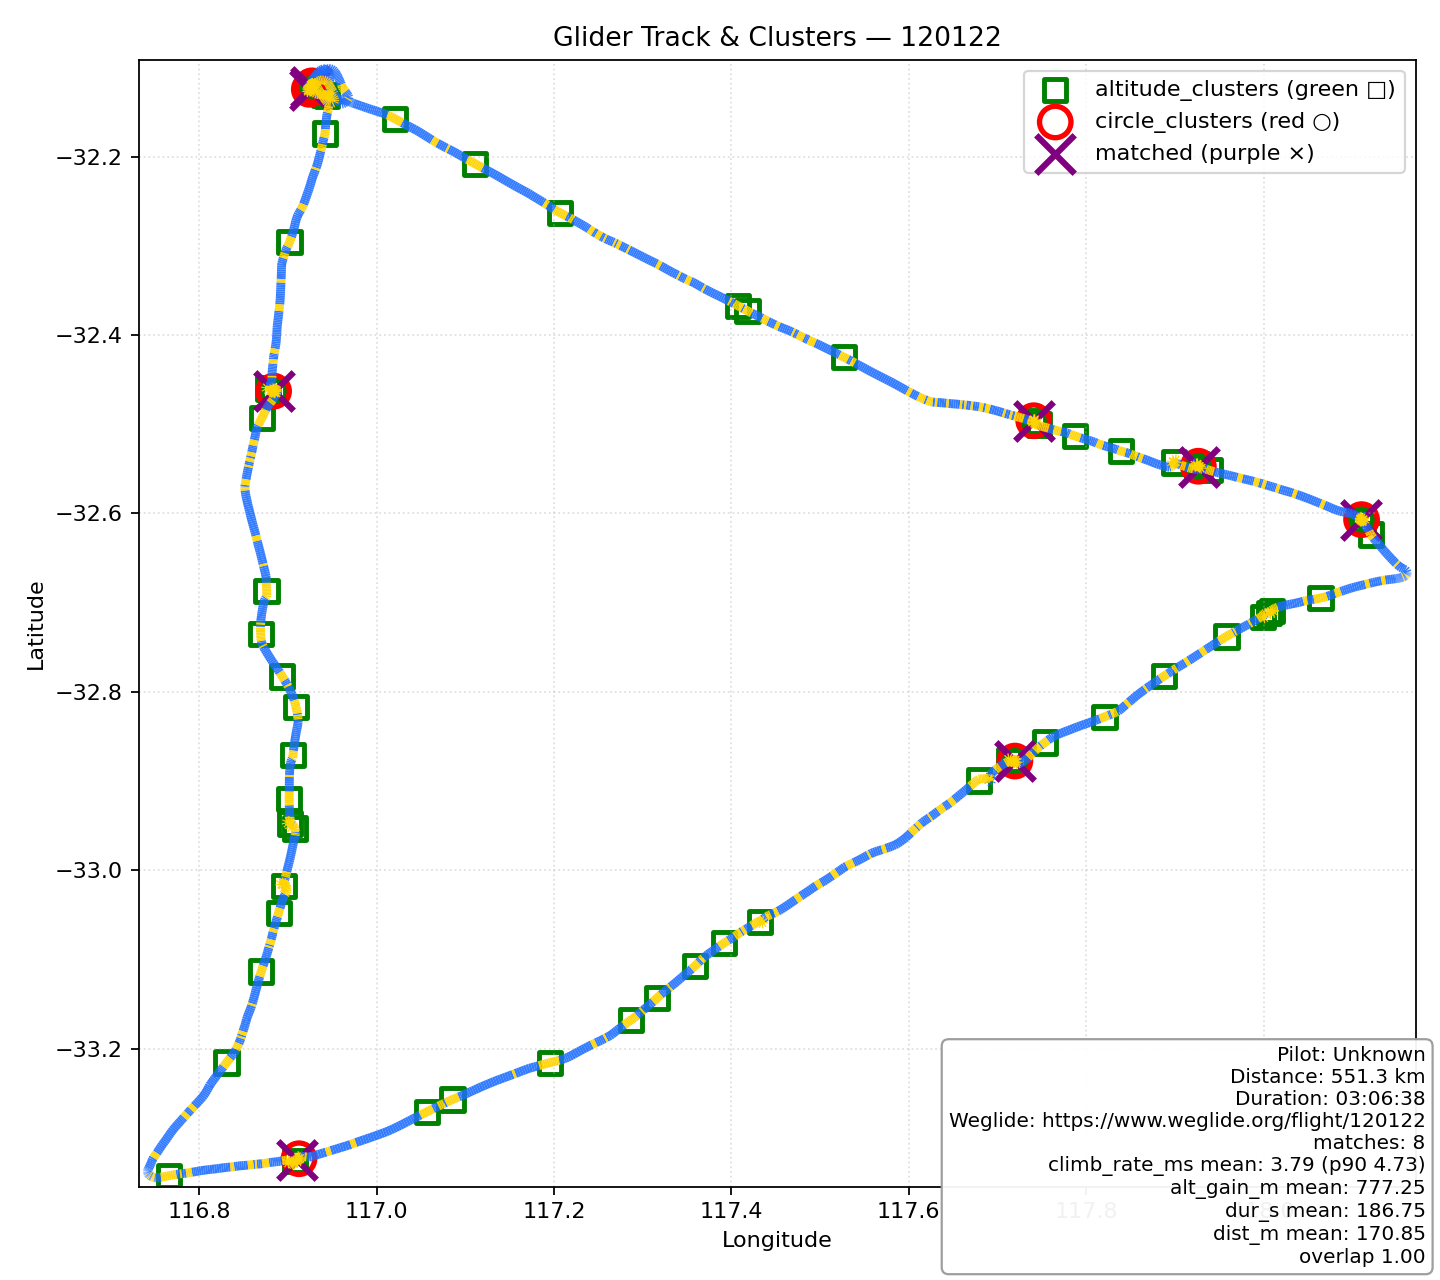 Glider Track & Clusters — 120122
altitude_clusters (green □)
circle_clusters (red ○)
matched (purple ×)
Latitude
−32.2
−32.4
−32.6
−32.8
−33.0
−33.2
116.8 117.0 117.2 117.4 117.6 117.8
Longitude
Pilot: Unknown
Distance: 551.3 km
Duration: 03:06:38
Weglide: https://www.weglide.org/flight/120122
matches: 8
climb_rate_ms mean: 3.79 (p90 4.73)
alt_gain_m mean: 777.25
dur_s mean: 186.75
dist_m mean: 170.85
overlap 1.00